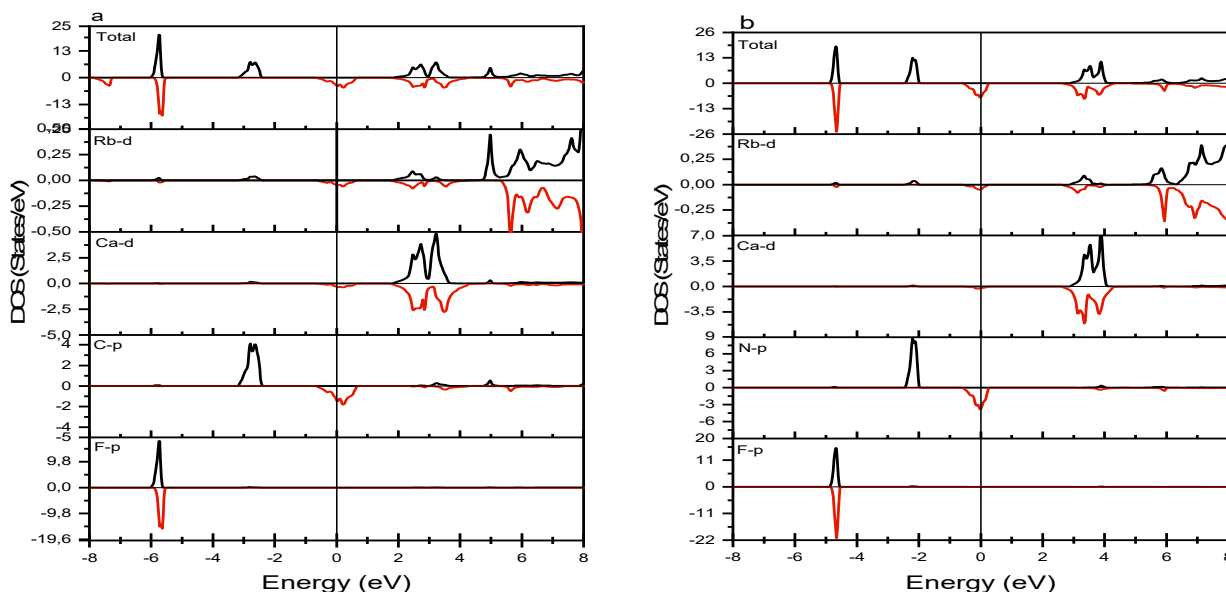 a
DOS (States/eV)
25
Total
13
0
-13
0,50
Rb-d
0,25
0,00
-0,25
-0,50
Ca-d
2,5
0,0
-2,5
-5,0
4
C-p
2
0
-2
-4
-5
F-p
9,8
0,0
-9,8
-19,6
-8 -6 -4 -2 0 2 4 6 8
Energy (eV)
b
DOS (States/eV)
26
Total
13
0
-13
-26
Rb-d
0,25
0,00
-0,25
7,0
Ca-d
3,5
0,0
-3,5
9
N-p
6
3
0
-3
-6
20
F-p
11
0
-11
-22
-8 -6 -4 -2 0 2 4 6 8
Energy (eV)